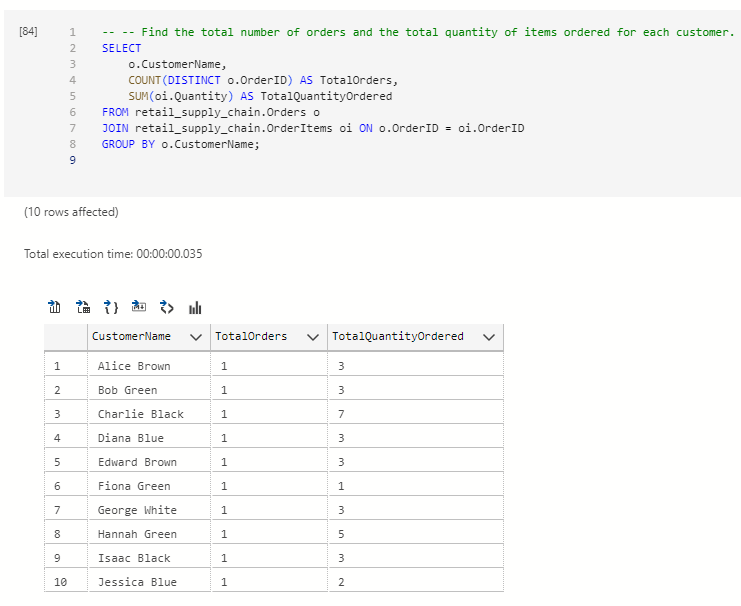 [84] 1 -- -- Find the total number of orders and the total quantity of items ordered for each customer.
2 SELECT
3 o.CustomerName,
4 COUNT(DISTINCT o.OrderID) AS TotalOrders,
5 SUM(oi.Quantity) AS TotalQuantityOrdered
6 FROM retail_supply_chain.Orders o
7 JOIN retail_supply_chain.OrderItems oi ON o.OrderID = oi.OrderID
8 GROUP BY o.CustomerName;
9
(10 rows affected)
Total execution time: 00:00:00.035
CustomerName TotalOrders TotalQuantityOrdered
1 Alice Brown 1 3
2 Bob Green 1 3
3 Charlie Black 1 7
4 Diana Blue 1 3
5 Edward Brown 1 3
6 Fiona Green 1 1
7 George White 1 3
8 Hannah Green 1 5
9 Isaac Black 1 3
10 Jessica Blue 1 2